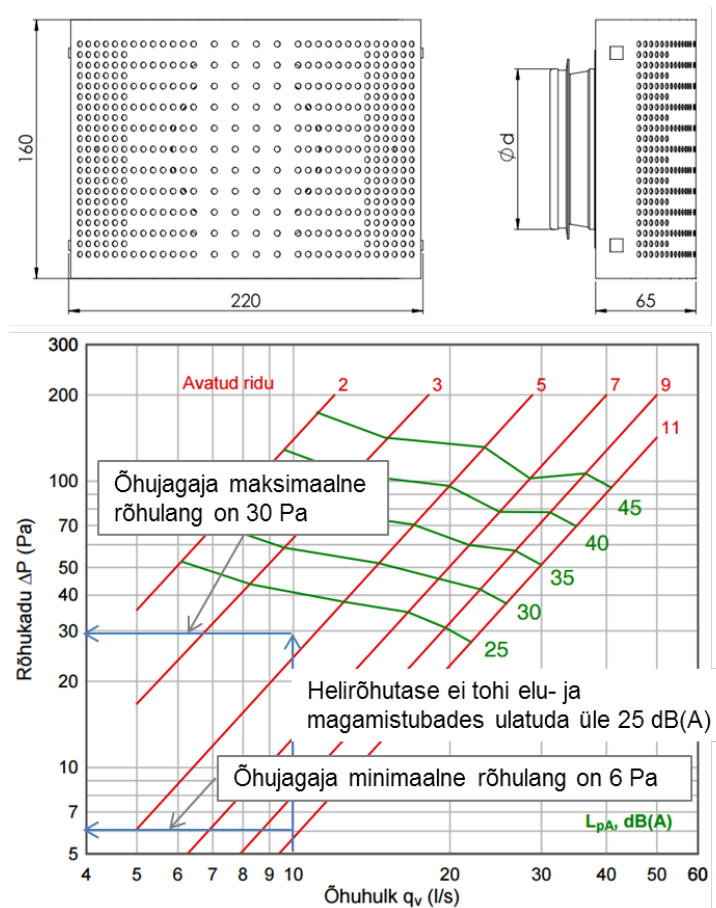 160
220
Ød
65
Rõhukadu ΔP (Pa)
300
200
100
70
50
40
30
20
10
7
6
5
Avatud ridu
2
3
5
7
9
11
Õhujagaja maksimaalne
rõhulang on 30 Pa
45
40
35
30
25
Helirõhutase ei tohi elu- ja
magamistubades ulatuda üle 25 dB(A)
Õhujagaja minimaalne rõhulang on 6 Pa
LpA, dB(A)
4 5 6 7 8 9 10 20 30 40 50 60
Õhuhulk qv (l/s)